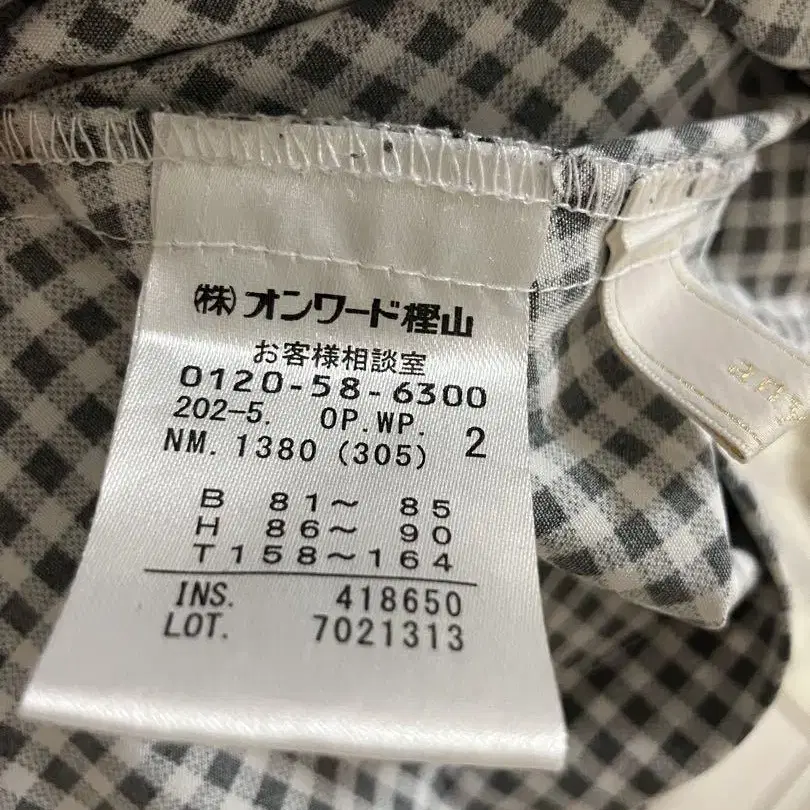 (株)オンワード樫山
お客様相談室
0120-58-6300
202-5. OP.WP. 2
NM. 1380 (305)
B 81～ 85
H 86～ 90
T158～164
INS. 418650
LOT. 7021313